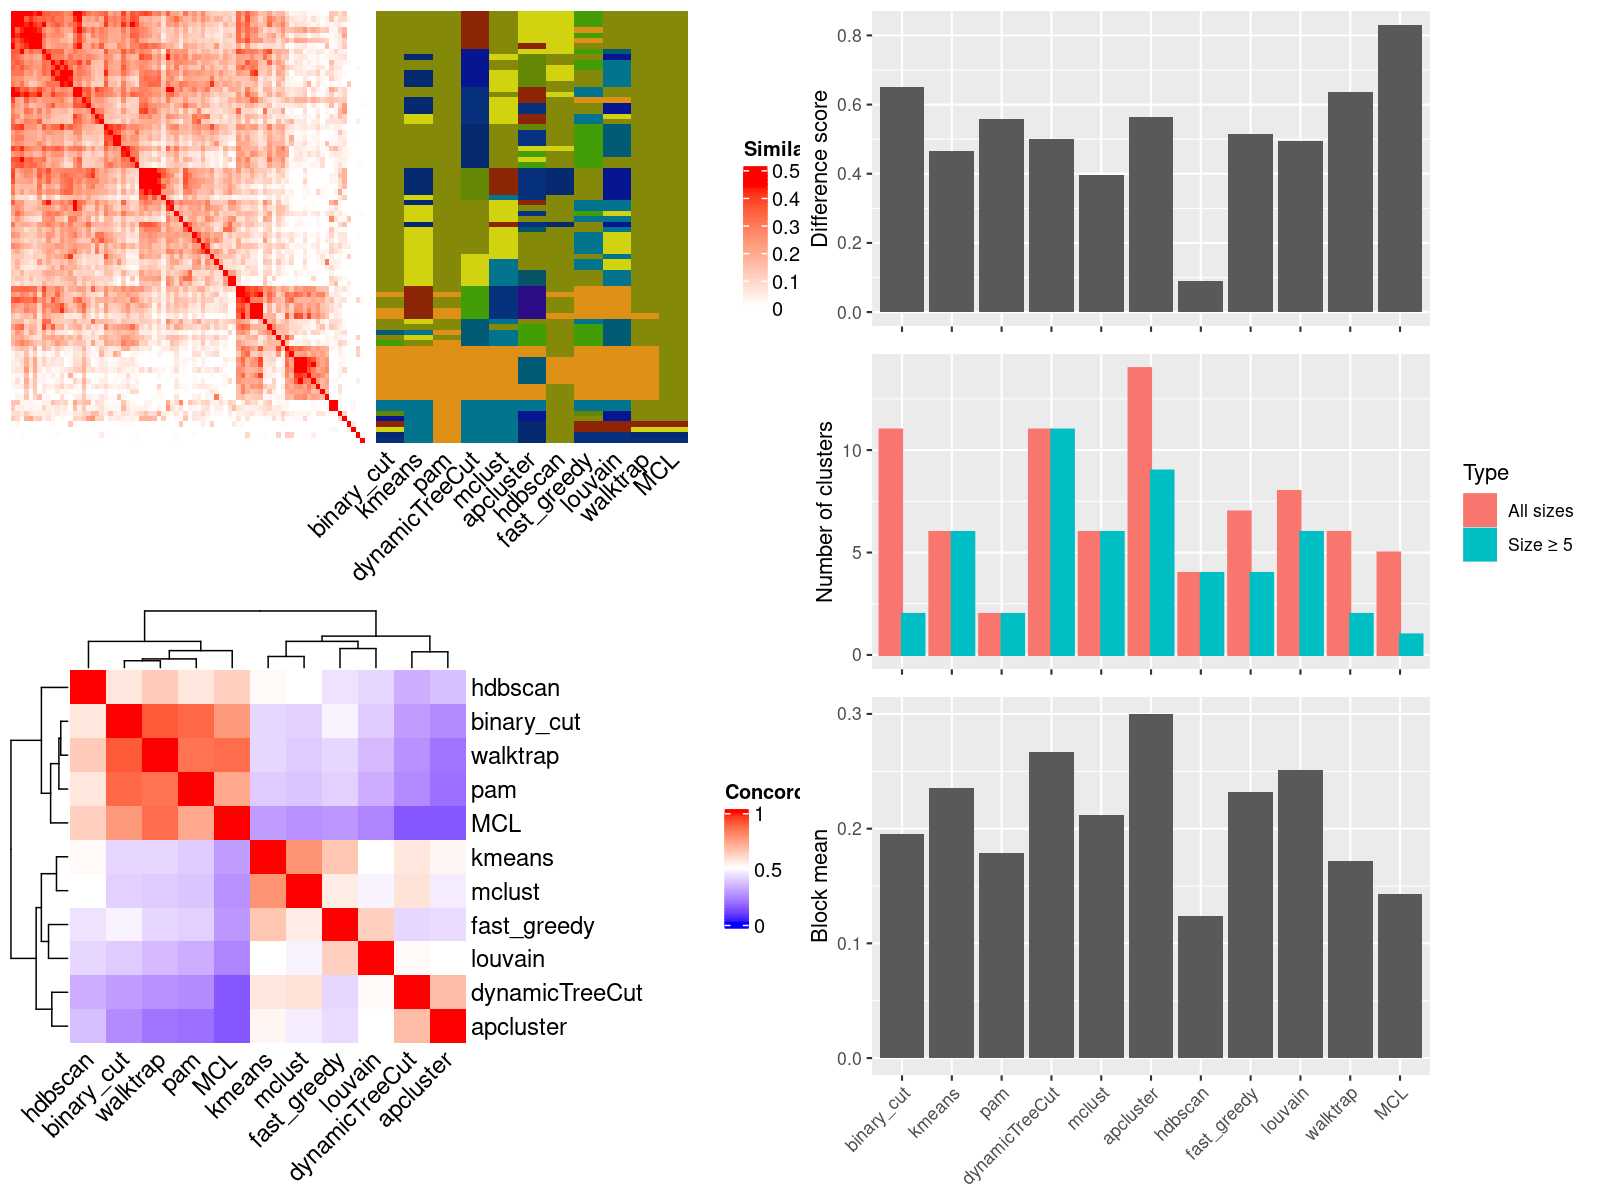 Simila
0.5
0.4
0.3
0.2
0.1
0
binary_cut
kmeans
pam
dynamicTreeCut
mclust
apcluster
hdbscan
fast_greedy
louvain
walktrap
MCL
Difference score
0.8
0.6
0.4
0.2
0.0
Number of clusters
10
5
0
Type
All sizes
Size ≥ 5
hdbscan
binary_cut
walktrap
pam
MCL
kmeans
mclust
fast_greedy
louvain
dynamicTreeCut
apcluster
hdbscan
binary_cut
walktrap
pam
MCL
kmeans
mclust
fast_greedy
louvain
dynamicTreeCut
apcluster
Concord
1
0.5
0
Block mean
0.3
0.2
0.1
0.0
binary_cut
kmeans
pam
dynamicTreeCut
mclust
apcluster
hdbscan
fast_greedy
louvain
walktrap
MCL